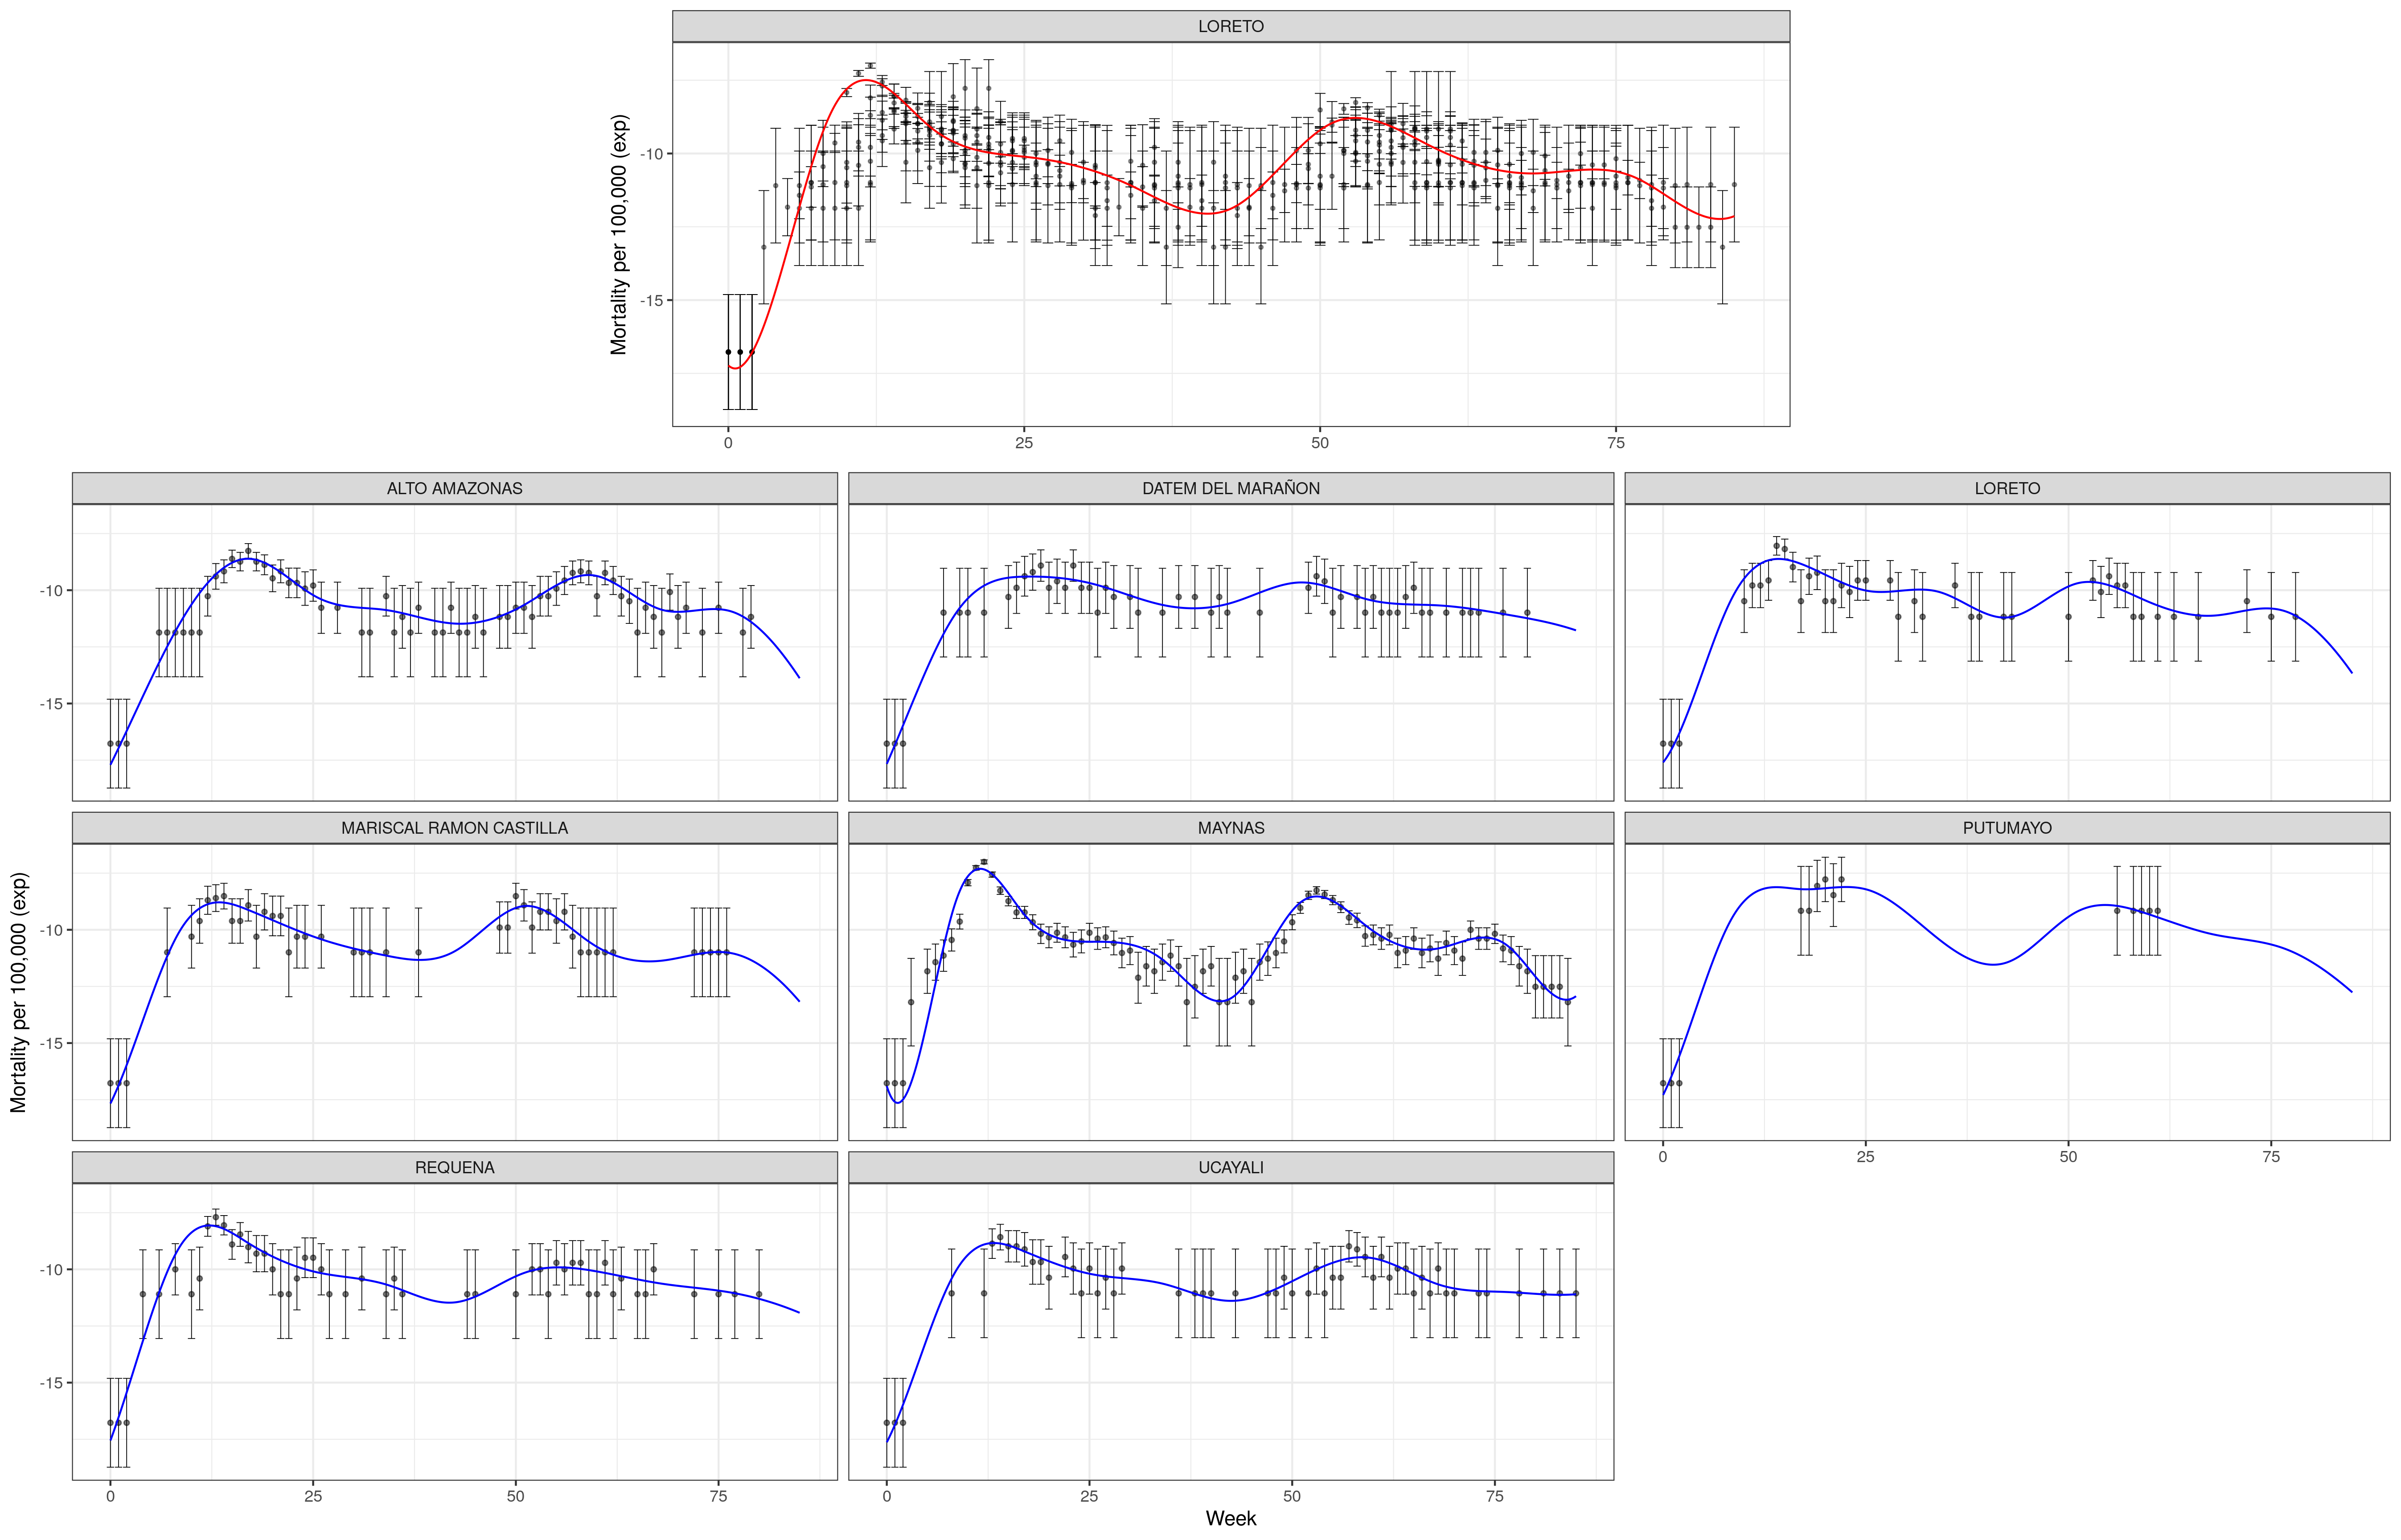 LORETO
Mortality per 100,000 (exp)
-10
-15
0 25 50 75
ALTO AMAZONAS
DATEM DEL MARAÑON
LORETO
-10
-15
MARISCAL RAMON CASTILLA
MAYNAS
PUTUMAYO
Mortality per 100,000 (exp)
-10
-15
0 25 50 75
REQUENA
UCAYALI
-10
-15
0 25 50 75
0 25 50 75
Week